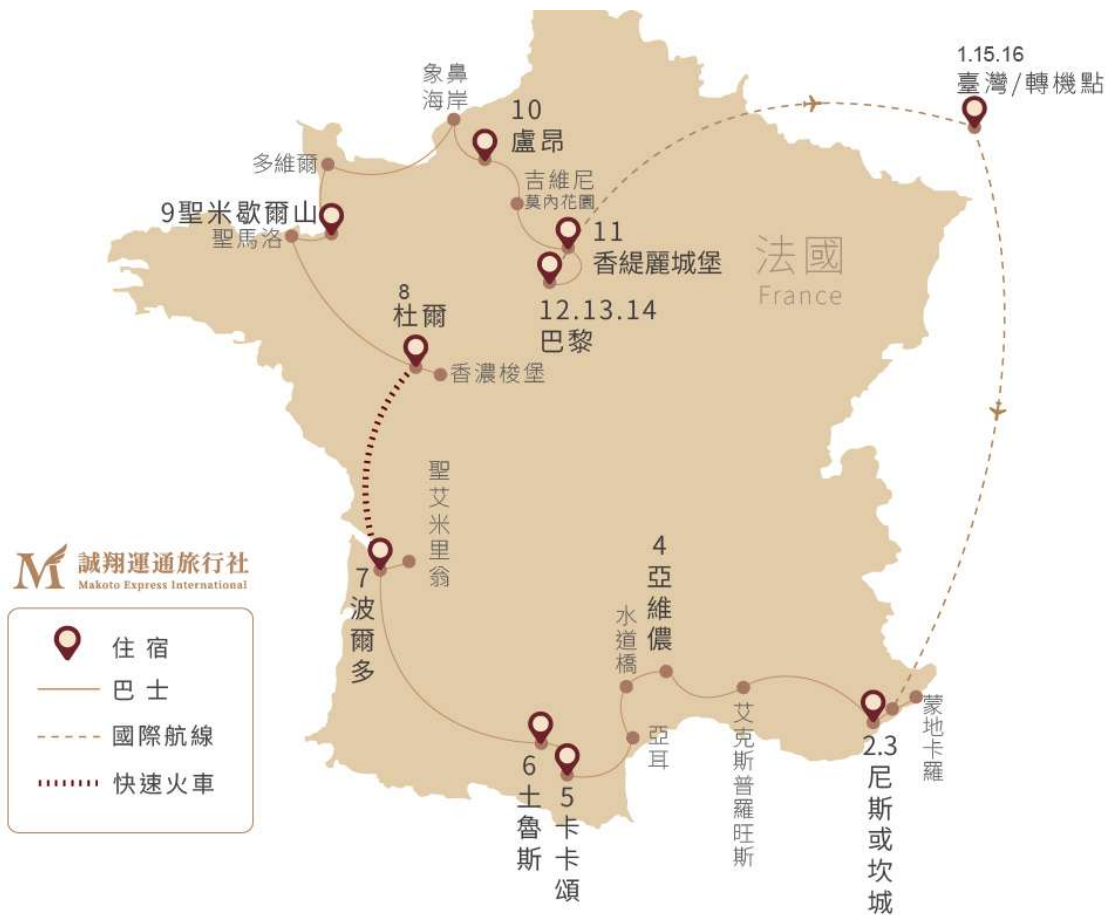 1.15.16
臺灣/轉機點
象鼻
海岸
10
盧昂
多維爾
吉維尼
莫內花園
9聖米歇爾山
聖馬洛
11
香緹麗城堡
法國
France
12.13.14
巴黎
8
杜爾
香濃梭堡
聖艾米里翁
7波爾多
4亞維儂
水道橋
亞耳
艾克斯普羅旺斯
蒙地卡羅
2.3
尼斯或坎城
6土魯斯
5卡卡頌
誠翔運通旅行社
Makoto Express International
住宿
巴士
國際航線
快速火車